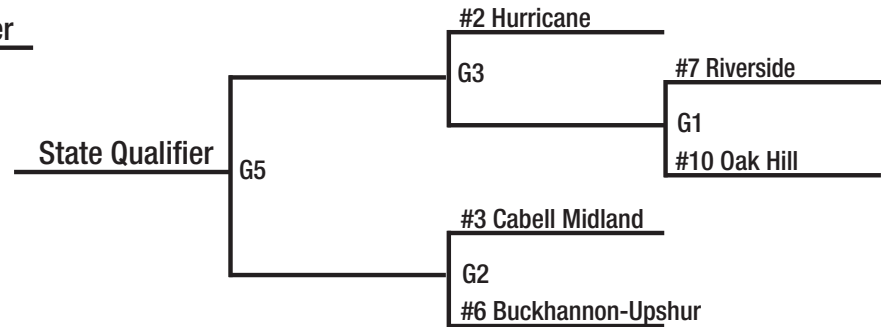 #2 Hurricane
G3
#7 Riverside
G1
#10 Oak Hill
State Qualifier
G5
#3 Cabell Midland
G2
#6 Buckhannon-Upshur